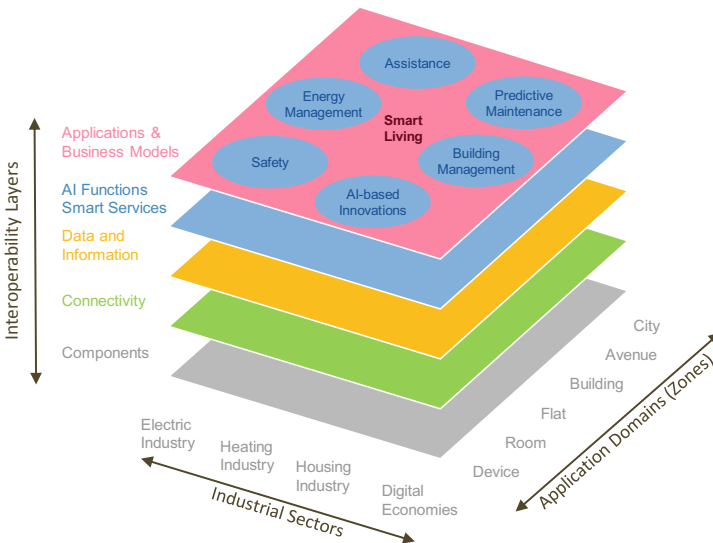 Assistance
Energy
Management
Predictive
Maintenance
Smart
Living
Safety
Building
Management
AI-based
Innovations
Interoperability Layers
Applications &
Business Models
AI Functions
Smart Services
Data and
Information
Connectivity
Components
Electric
Industry
Heating
Industry
Housing
Industry
Digital
Economies
Industrial Sectors
City
Avenue
Building
Flat
Room
Device
Application Domains (Zones)